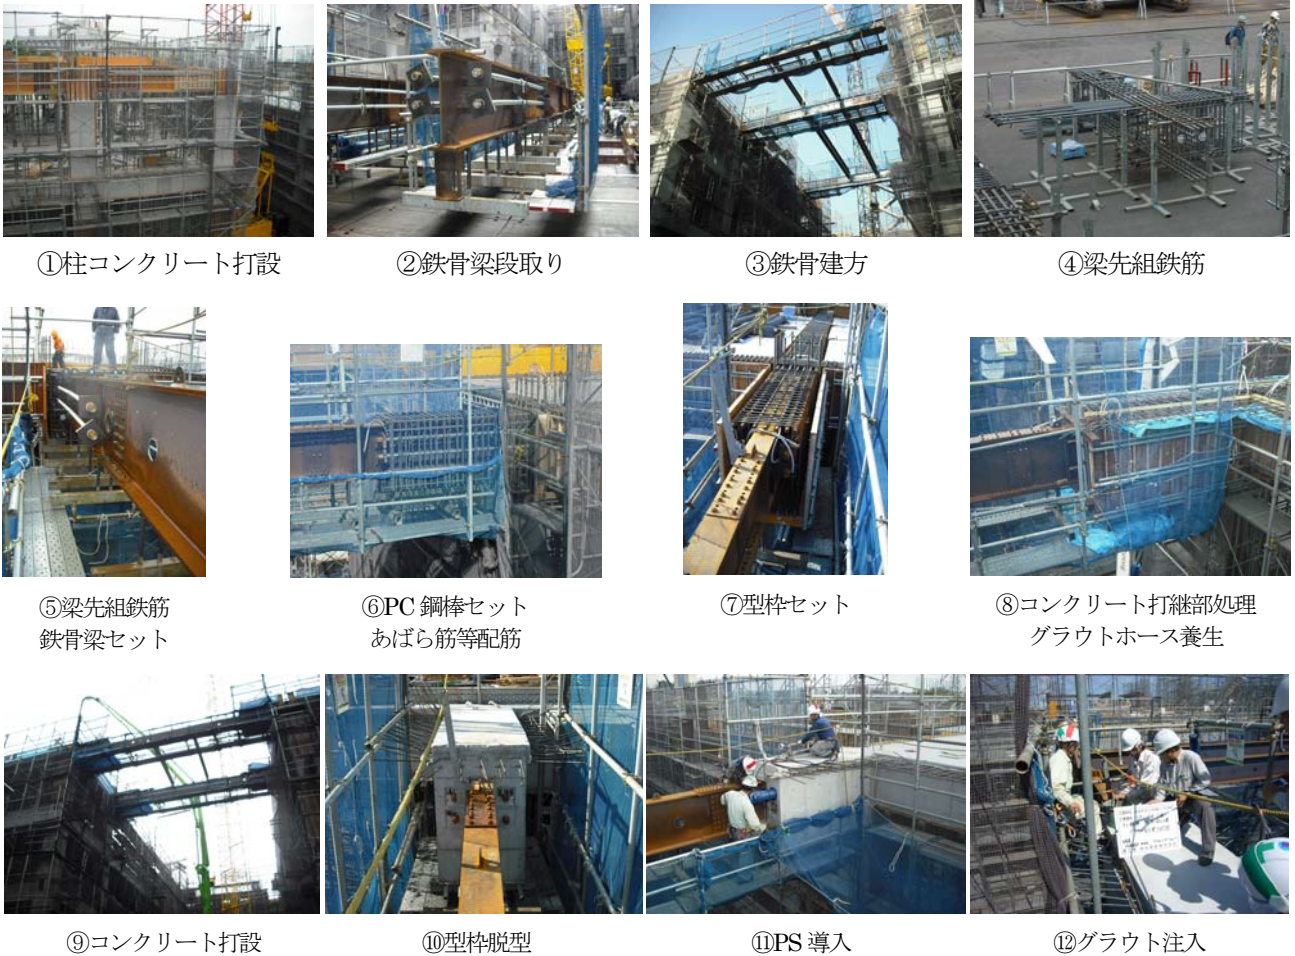 ①柱コンクリート打設
②鉄骨梁段取り
③鉄骨建方
④梁先組鉄筋
⑤梁先組鉄筋
鉄骨梁セット
⑥PC 鋼棒セット
あばら筋等配筋
⑦型枠セット
⑧コンクリート打継部処理
グラウトホース養生
⑨コンクリート打設
⑩型枠脱型
⑪PS 導入
⑫グラウト注入